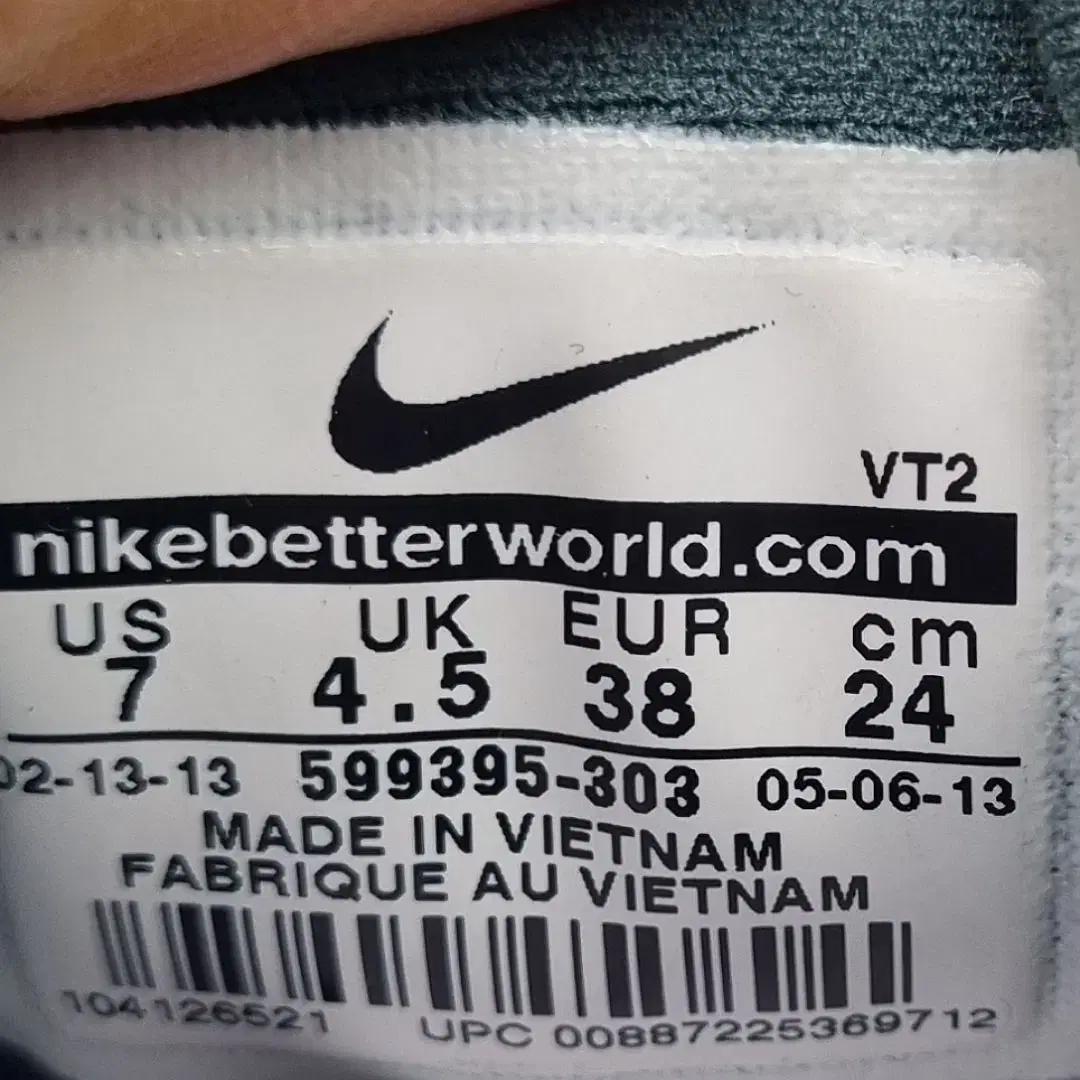 VT2
nikebetterworld.com
US UK EUR cm
7 4.5 38 24
02-13-13 599395-303 05-06-13
MADE IN VIETNAM
FABRIQUE AU VIETNAM
104126521 UPC 00887225369712